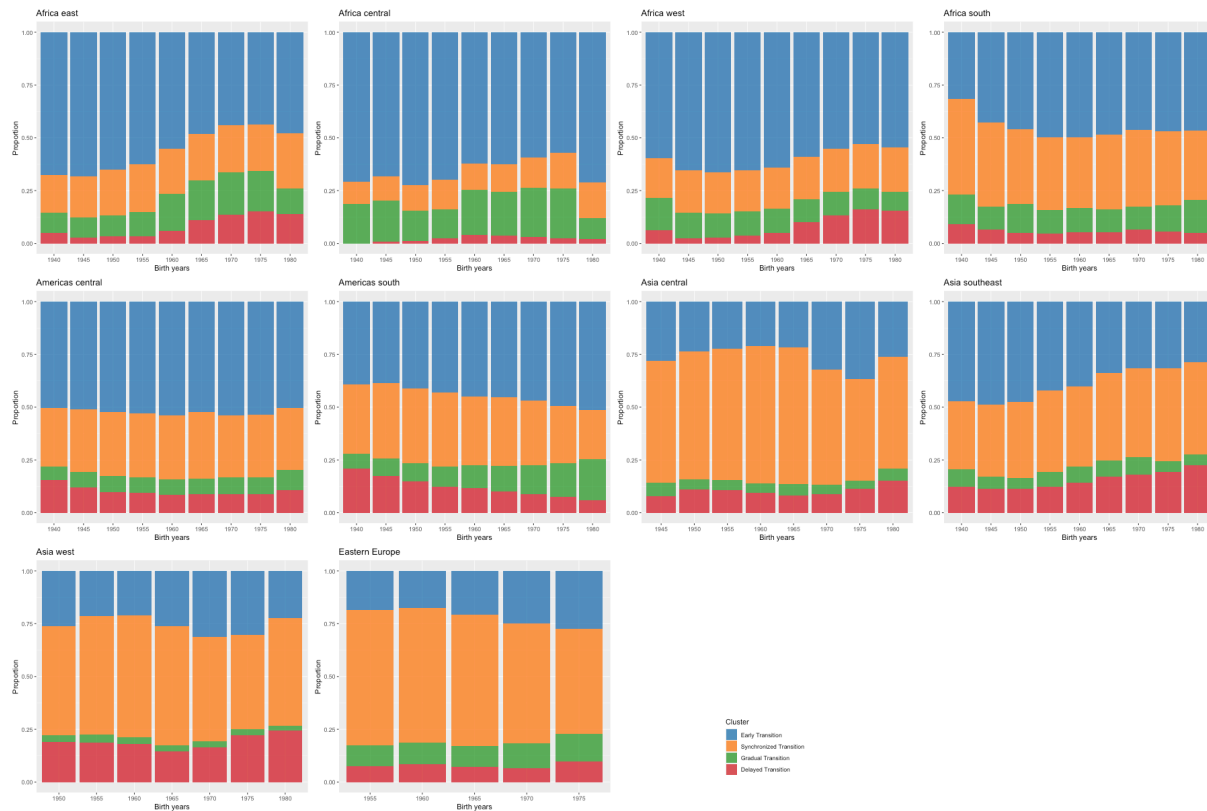 Africa east
Proportion
1.00
0.75
0.50
0.25
0.00
1940 1945 1950 1955 1960 1965 1970 1975 1980
Birth years
Africa central
Proportion
1.00
0.75
0.50
0.25
0.00
1940 1945 1950 1955 1960 1965 1970 1975 1980
Birth years
Africa west
Proportion
1.00
0.75
0.50
0.25
0.00
1940 1945 1950 1955 1960 1965 1970 1975 1980
Birth years
Africa south
Proportion
1.00
0.75
0.50
0.25
0.00
1940 1945 1950 1955 1960 1965 1970 1975 1980
Birth years
Americas central
Proportion
1.00
0.75
0.50
0.25
0.00
1940 1945 1950 1955 1960 1965 1970 1975 1980
Birth years
Americas south
Proportion
1.00
0.75
0.50
0.25
0.00
1940 1945 1950 1955 1960 1965 1970 1975 1980
Birth years
Asia central
Proportion
1.00
0.75
0.50
0.25
0.00
1945 1950 1955 1960 1965 1970 1975 1980
Birth years
Asia southeast
Proportion
1.00
0.75
0.50
0.25
0.00
1940 1945 1950 1955 1960 1965 1970 1975 1980
Birth years
Asia west
Proportion
1.00
0.75
0.50
0.25
0.00
1950 1955 1960 1965 1970 1975 1980
Birth years
Eastern Europe
Proportion
1.00
0.75
0.50
0.25
0.00
1955 1960 1965 1970 1975
Birth years
Cluster
Early Transition
Synchronized Transition
Gradual Transition
Delayed Transition